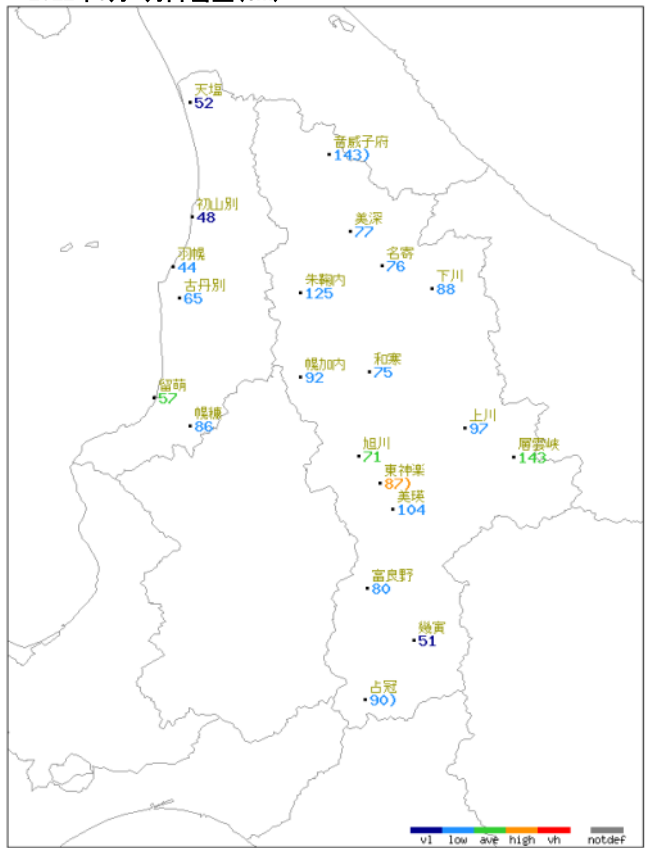 天塩
52
音威子府
143)
初山別
48
美深
77
羽幌
44
名寄
76
下川
88
古丹別
65
朱鞠内
125
幌加内
92
和寒
75
留萌
57
幌糠
86
上川
97
旭川
71
層雲峡
143
東神楽
87)
美瑛
104
富良野
80
幾寅
51
占冠
90)
vl low ave high vh notdef